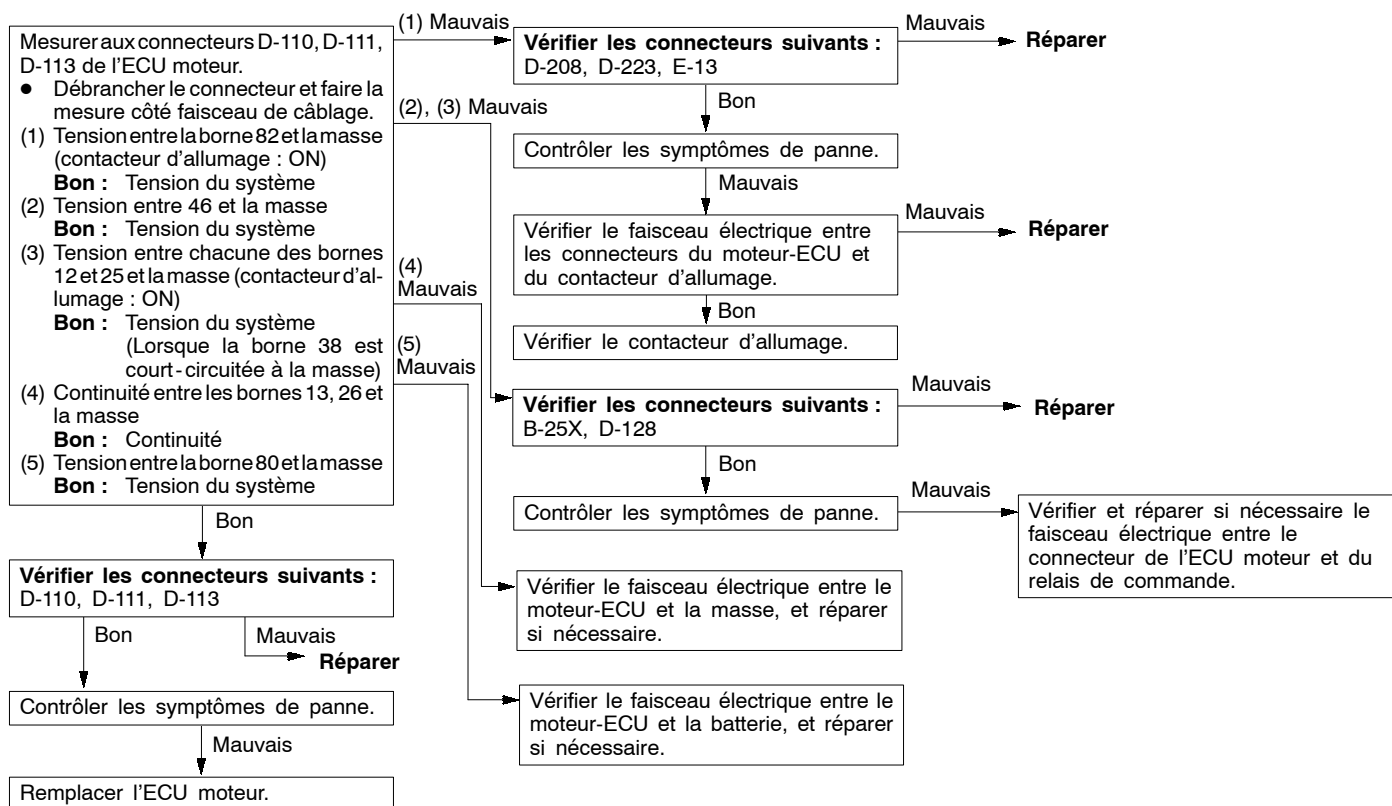 Mesurer aux connecteurs D-110, D-111,
D-113 de l'ECU moteur.
● Débrancher le connecteur et faire la
mesure côté faisceau de câblage.
(1) Tension entre la borne 82 et la masse
(contacteur d'allumage : ON)
Bon : Tension du système
(2) Tension entre 46 et la masse
Bon : Tension du système
(3) Tension entre chacune des bornes
12 et 25 et la masse (contacteur d'al-
lumage : ON)
Bon : Tension du système
(Lorsque la borne 38 est
court-circuitée à la masse)
(4) Continuité entre les bornes 13, 26 et
la masse
Bon : Continuité
(5) Tension entre la borne 80 et la masse
Bon : Tension du système
Bon
Vérifier les connecteurs suivants :
D-110, D-111, D-113
Bon
Mauvais
Réparer
Contrôler les symptômes de panne.
Mauvais
Remplacer l'ECU moteur.
(1) Mauvais
Vérifier les connecteurs suivants :
D-208, D-223, E-13
Mauvais
Réparer
Bon
Contrôler les symptômes de panne.
Mauvais
Vérifier le faisceau électrique entre
les connecteurs du moteur-ECU et
du contacteur d'allumage.
Mauvais
Réparer
Bon
Vérifier le contacteur d'allumage.
(2), (3) Mauvais
Vérifier les connecteurs suivants :
B-25X, D-128
Mauvais
Réparer
Bon
Contrôler les symptômes de panne.
Mauvais
Vérifier et réparer si nécessaire le
faisceau électrique entre le
connecteur de l'ECU moteur et du
relais de commande.
(4)
Mauvais
Vérifier le faisceau électrique entre le
moteur-ECU et la masse, et réparer
si nécessaire.
(5)
Mauvais
Vérifier le faisceau électrique entre le
moteur-ECU et la batterie, et réparer
si nécessaire.